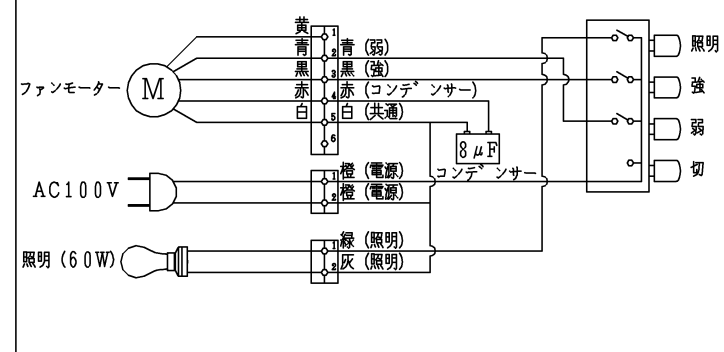 黄
1
青
2
青 (弱)
黒
3
黒 (強)
赤
4
赤 (コンデンサー)
白
5
白 (共通)
6
ファンモーター
M
8μF
コンデンサー
照明
強
弱
切
AC100V
1
橙 (電源)
2
橙 (電源)
照明 (60W)
1
緑 (照明)
2
灰 (照明)